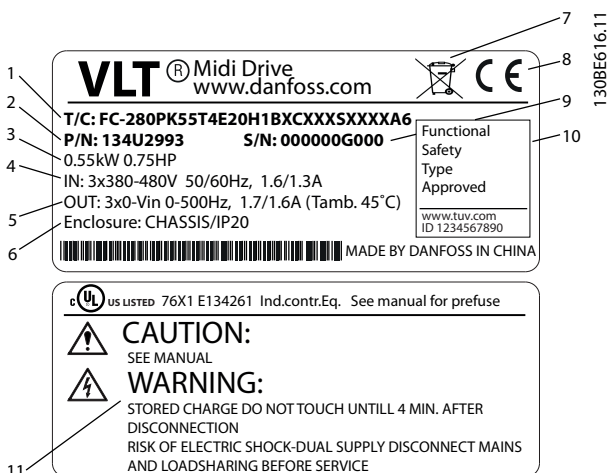 7
130BE616.11
VLT ® Midi Drive
www.danfoss.com
CE
8
1
T/C: FC-280PK55T4E20H1BXCXXXSXXXXA6
9
2
P/N: 134U2993 S/N: 000000G000
Functional
Safety
Type
Approved
10
3
0.55kW 0.75HP
4
IN: 3x380-480V 50/60Hz, 1.6/1.3A
5
OUT: 3x0-Vin 0-500Hz, 1.7/1.6A (Tamb. 45˚C)
www.tuv.com
ID 1234567890
6
Enclosure: CHASSIS/IP20
MADE BY DANFOSS IN CHINA
c UL US LISTED 76X1 E134261 Ind.contr.Eq. See manual for prefuse
CAUTION:
SEE MANUAL
WARNING:
STORED CHARGE DO NOT TOUCH UNTILL 4 MIN. AFTER
DISCONNECTION
RISK OF ELECTRIC SHOCK-DUAL SUPPLY DISCONNECT MAINS
AND LOADSHARING BEFORE SERVICE
11